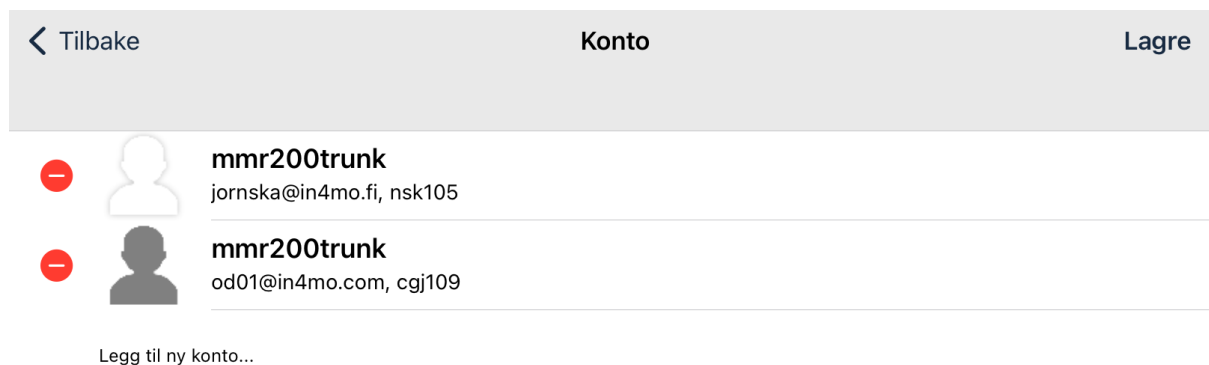 Tilbake
Konto
Lagre
mmr200trunk
jornska@in4mo.fi, nsk105
mmr200trunk
od01@in4mo.com, cgj109
Legg til ny konto...